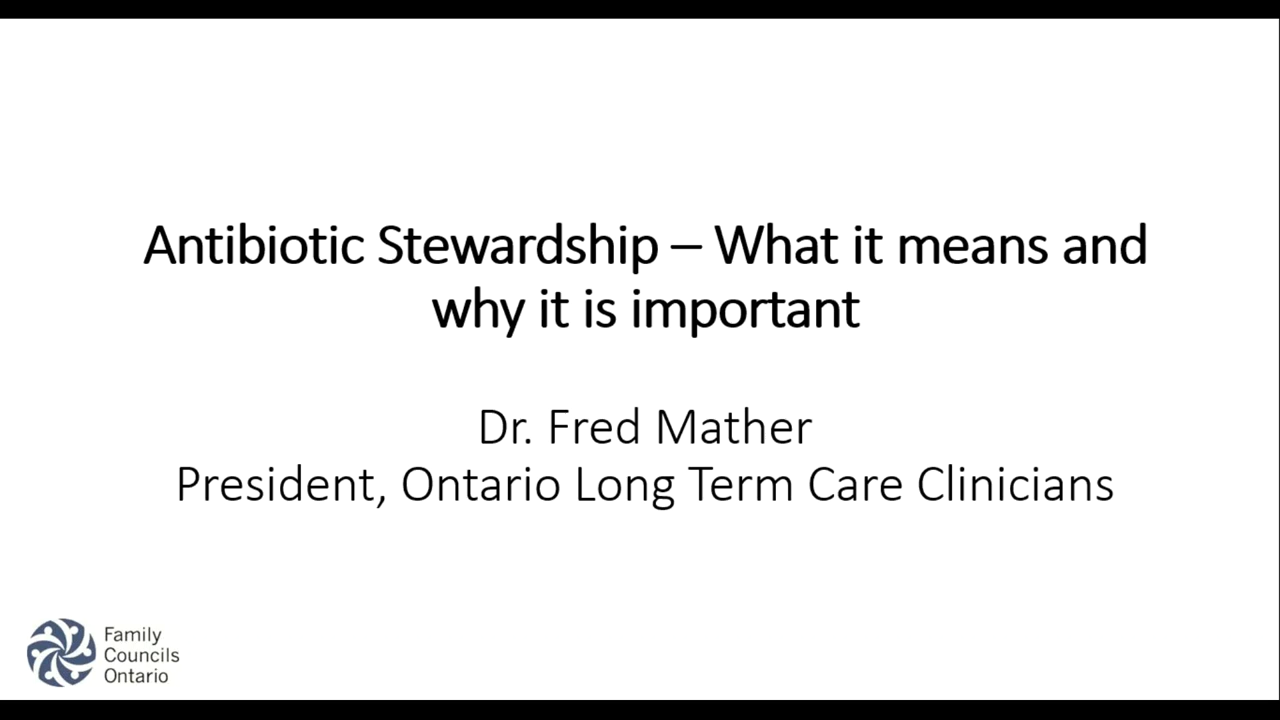 Antibiotic Stewardship – What it means and
why it is important
Dr. Fred Mather
President, Ontario Long Term Care Clinicians
Family
Councils
Ontario